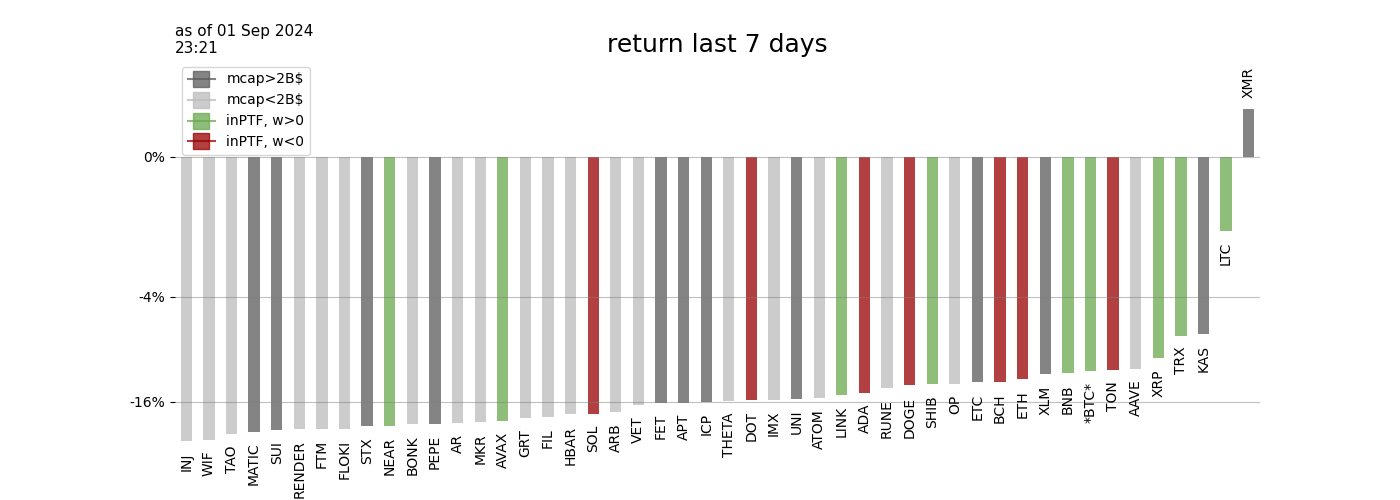 as of 01 Sep 2024
23:21
return last 7 days
mcap>2B$
mcap<2B$
inPTF, w>0
inPTF, w<0
0%
-4%
-16%
INJ
WIF
TAO
MATIC
SUI
RENDER
FTM
FLOKI
STX
NEAR
BONK
PEPE
AR
MKR
AVAX
GRT
FIL
HBAR
SOL
ARB
VET
FET
APT
ICP
THETA
DOT
IMX
UNI
ATOM
LINK
ADA
RUNE
DOGE
SHIB
OP
ETC
BCH
ETH
XLM
BNB
*BTC*
TON
AAVE
XRP
TRX
KAS
LTC
XMR